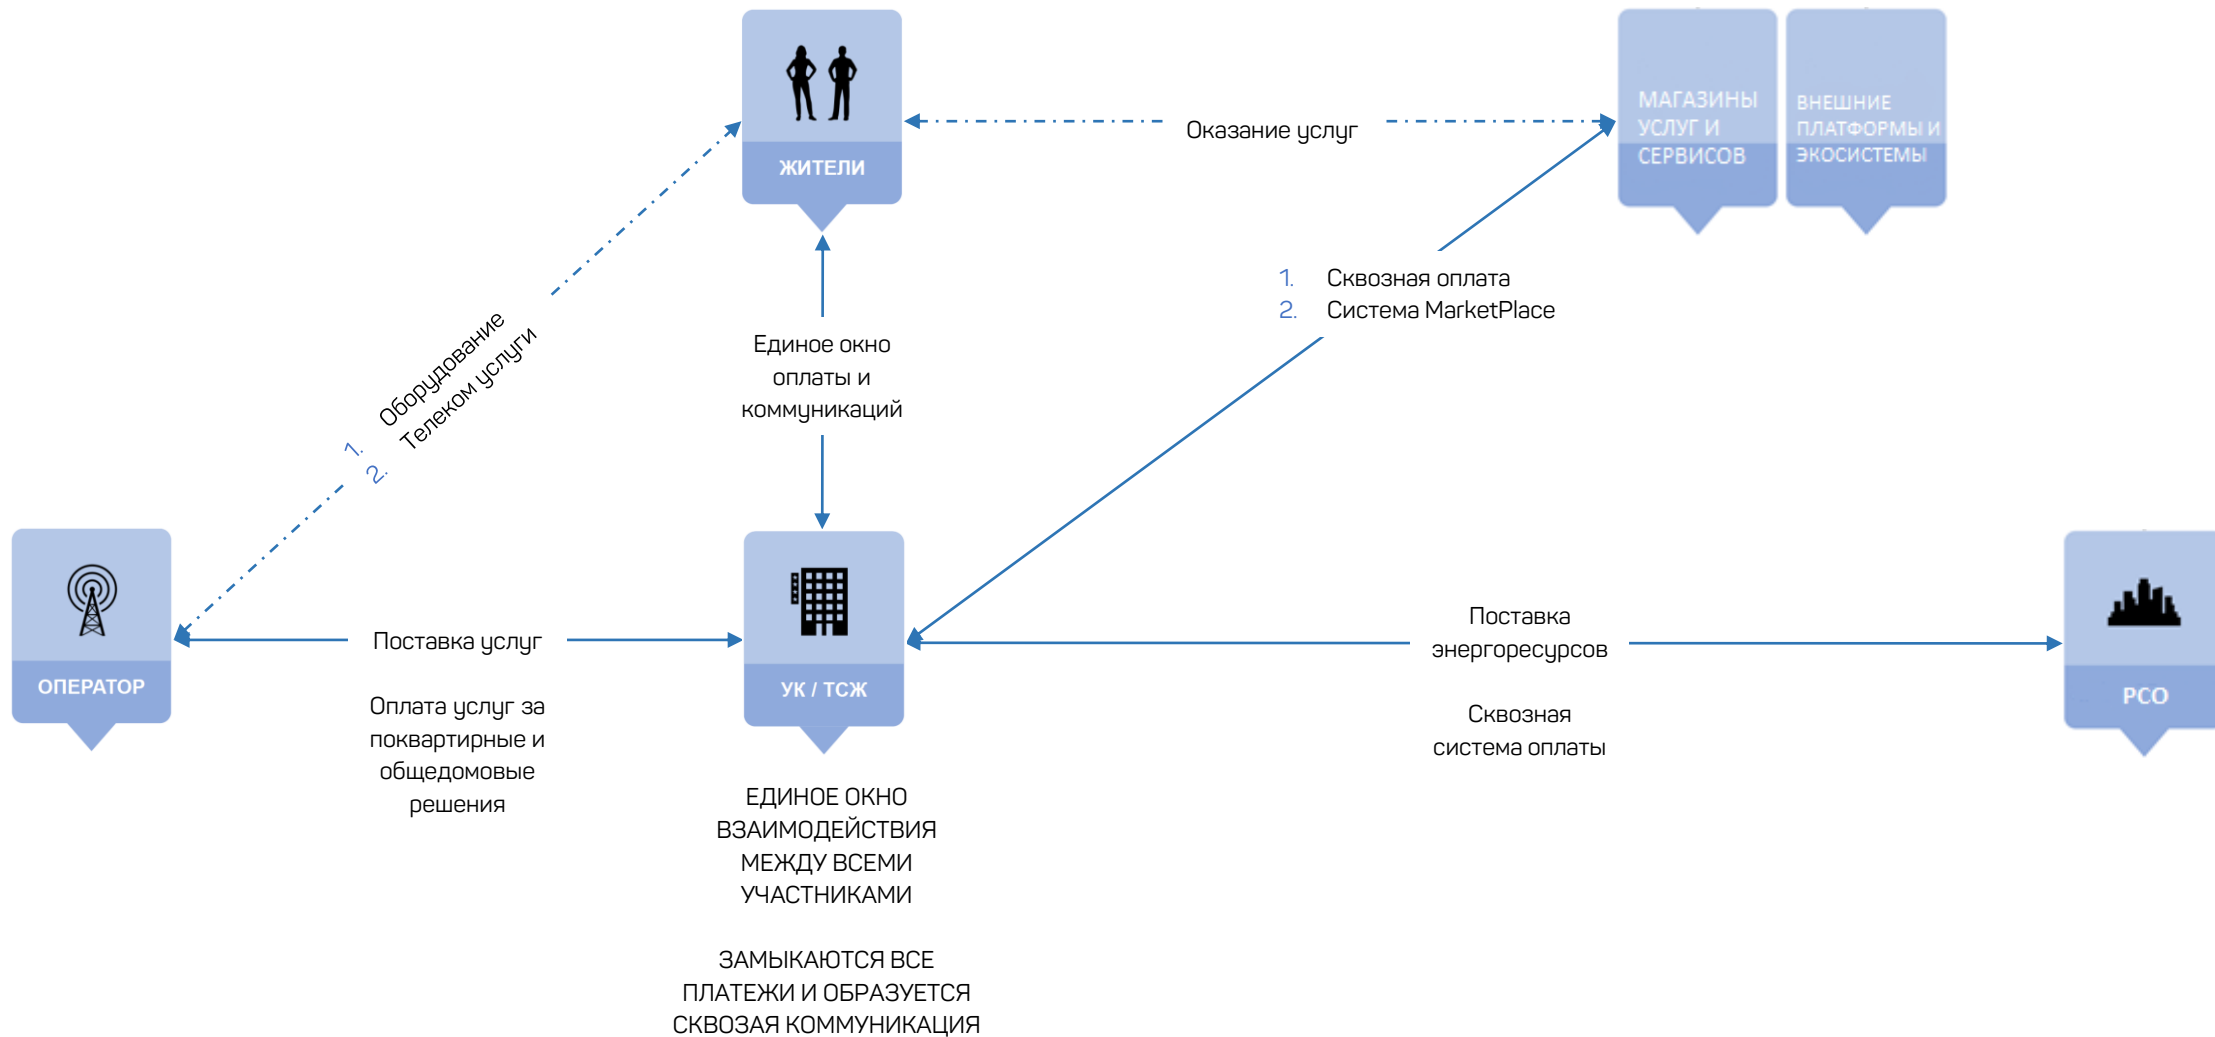 ЖИТЕЛИ
Оказание услуг
МАГАЗИНЫ
УСЛУГ И
СЕРВИСОВ
ВНЕШНИЕ
ПЛАТФОРМЫ И
ЭКОСИСТЕМЫ
1. Оборудование
2. Телеком услуги
Единое окно
оплаты и
коммуникаций
1. Сквозная оплата
2. Система MarketPlace
ОПЕРАТОР
Поставка услуг
Оплата услуг за
поквартирные и
общедомовые
решения
УК / ТСЖ
ЕДИНОЕ ОКНО
ВЗАИМОДЕЙСТВИЯ
МЕЖДУ ВСЕМИ
УЧАСТНИКАМИ
ЗАМЫКАЮТСЯ ВСЕ
ПЛАТЕЖИ И ОБРАЗУЕТСЯ
СКВОЗАЯ КОММУНИКАЦИЯ
Поставка
энергоресурсов
Сквозная
система оплаты
РСО